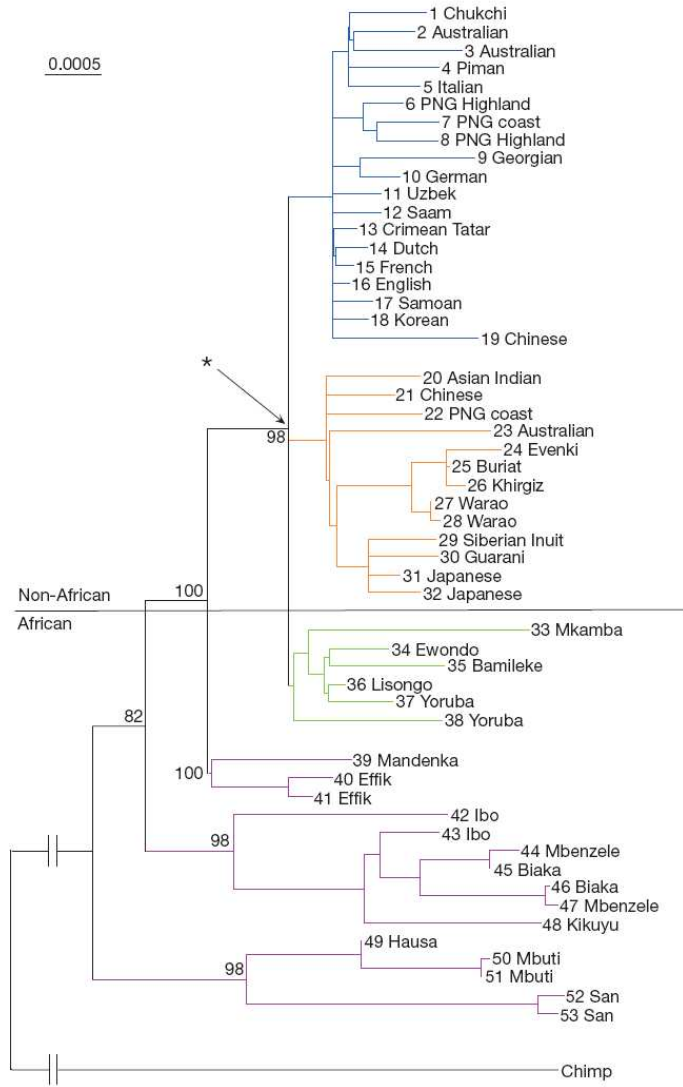 1 Chukchi
2 Australian
0.0005
3 Australian
4 Piman
5 Italian
6 PNG Highland
7 PNG coast
8 PNG Highland
9 Georgian
10 German
11 Uzbek
12 Saam
13 Crimean Tatar
14 Dutch
15 French
16 English
17 Samoan
18 Korean
19 Chinese
*
20 Asian Indian
21 Chinese
22 PNG coast
98
23 Australian
24 Evenki
25 Buriat
26 Khirgiz
27 Warao
28 Warao
29 Siberian Inuit
30 Guarani
31 Japanese
100
32 Japanese
Non-African
African
33 Mkamba
34 Ewondo
35 Bamileke
36 Lisongo
37 Yoruba
82
38 Yoruba
39 Mandenka
100
40 Effik
41 Effik
42 Ibo
98
43 Ibo
44 Mbenzele
45 Biaka
46 Biaka
47 Mbenzele
48 Kikuyu
49 Hausa
98
50 Mbuti
51 Mbuti
52 San
53 San
Chimp